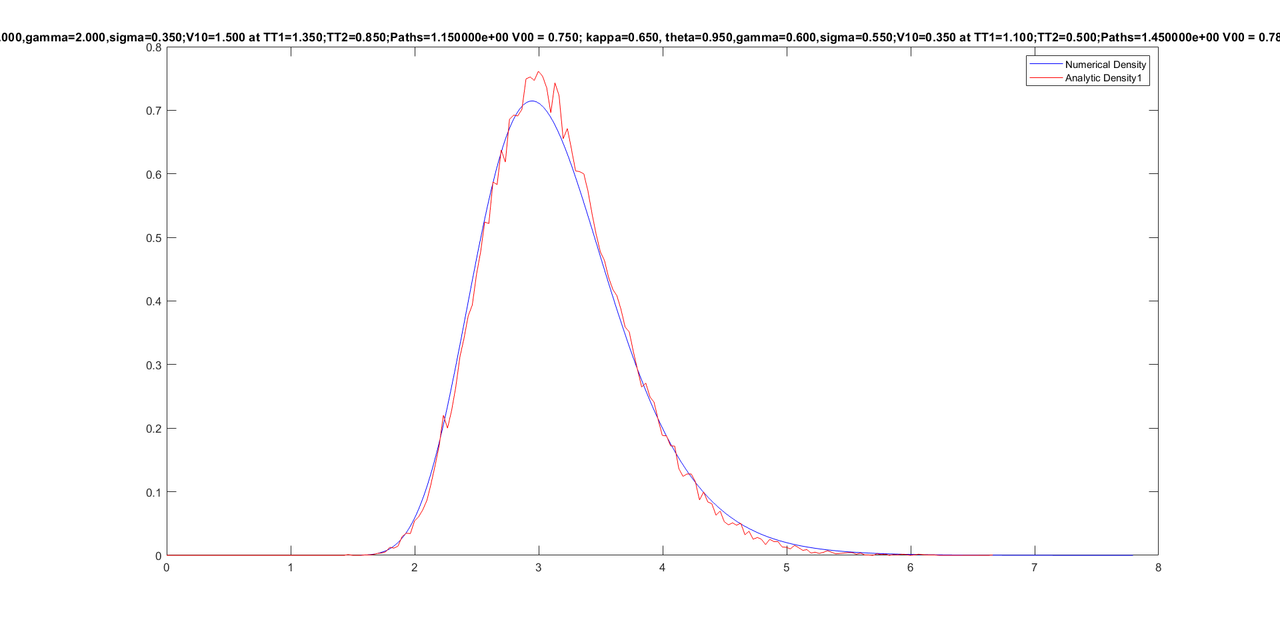 .000,gamma=2.000,sigma=0.350;V10=1.500 at TT1=1.350;TT2=0.850;Paths=1.150000e+00 V00 = 0.750; kappa=0.650, theta=0.950,gamma=0.600,sigma=0.550;V10=0.350 at TT1=1.100;TT2=0.500;Paths=1.450000e+00 V00 = 0.78
0.8
Numerical Density
Analytic Density1
0.7
0.6
0.5
0.4
0.3
0.2
0.1
0
0 1 2 3 4 5 6 7 8